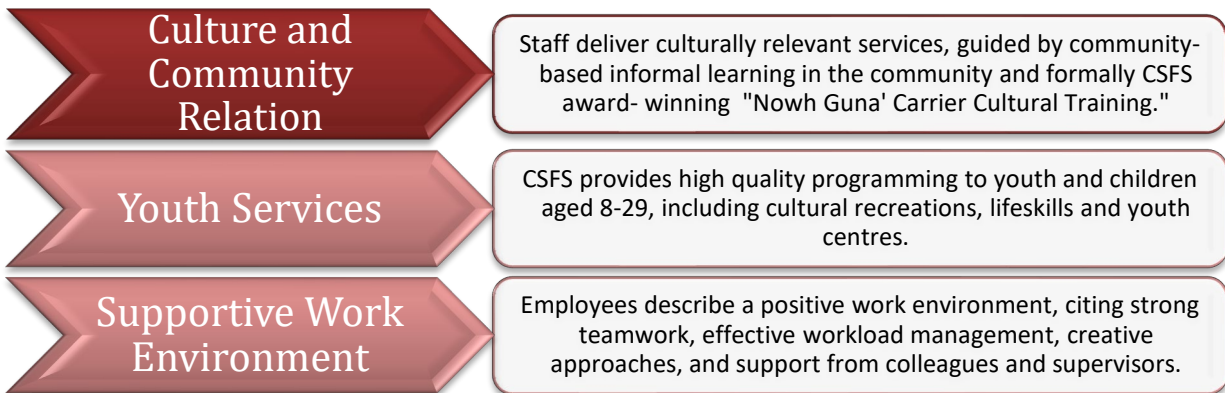 Culture and
Community
Relation
Staff deliver culturally relevant services, guided by community-
based informal learning in the community and formally CSFS
award- winning "Nowh Guna' Carrier Cultural Training."
Youth Services
CSFS provides high quality programming to youth and children
aged 8-29, including cultural recreations, lifeskills and youth
centres.
Supportive Work
Environment
Employees describe a positive work environment, citing strong
teamwork, effective workload management, creative
approaches, and support from colleagues and supervisors.